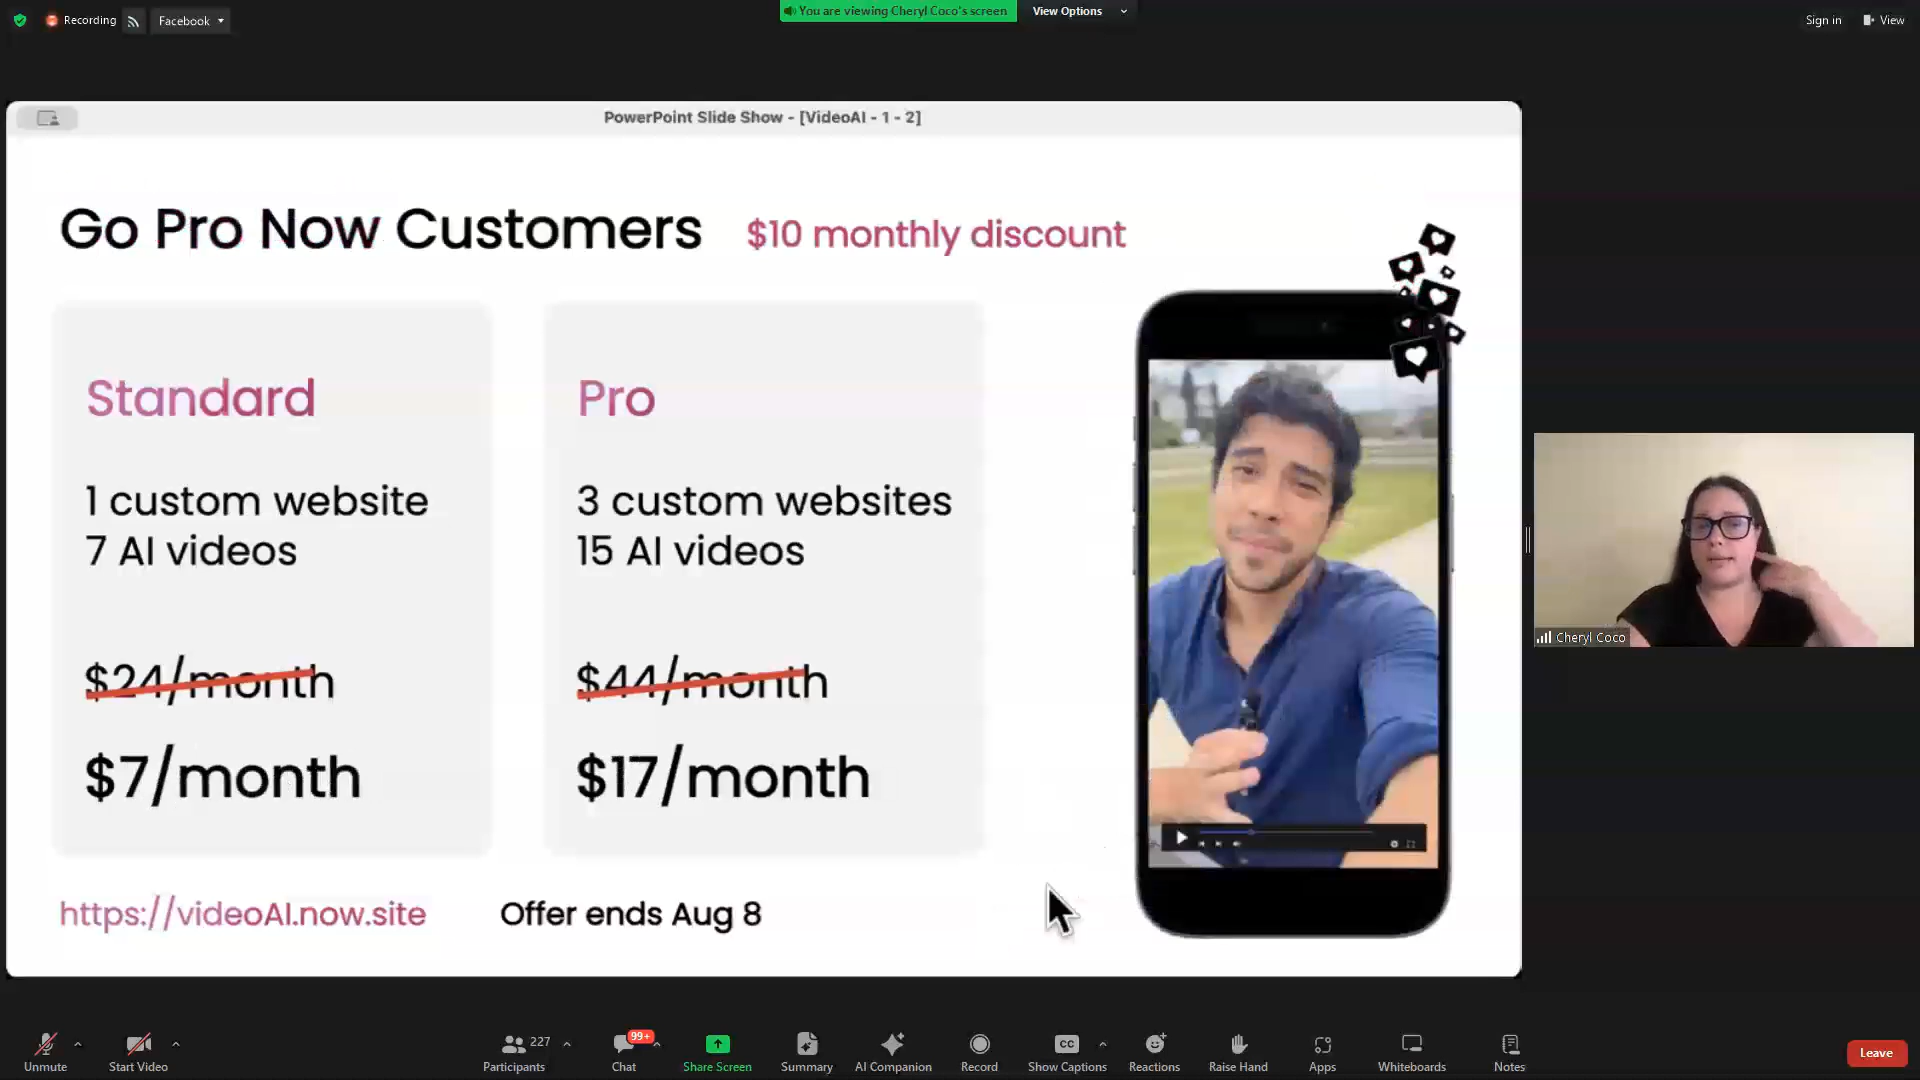 Recording
Facebook
You are viewing Cheryl Coco's screen
View Options
Sign in
View
PowerPoint Slide Show - [VideoAI - 1 - 2]
Go Pro Now Customers
$10 monthly discount
Standard
1 custom website
7 AI videos
$24/month
$7/month
Pro
3 custom websites
15 AI videos
$44/month
$17/month
https://videoAI.now.site
Offer ends Aug 8
Cheryl Coco
Unmute
Start Video
227
Participants
99+
Chat
Share Screen
Summary
AI Companion
Record
CC
Show Captions
Reactions
Raise Hand
Apps
Whiteboards
Notes
Leave